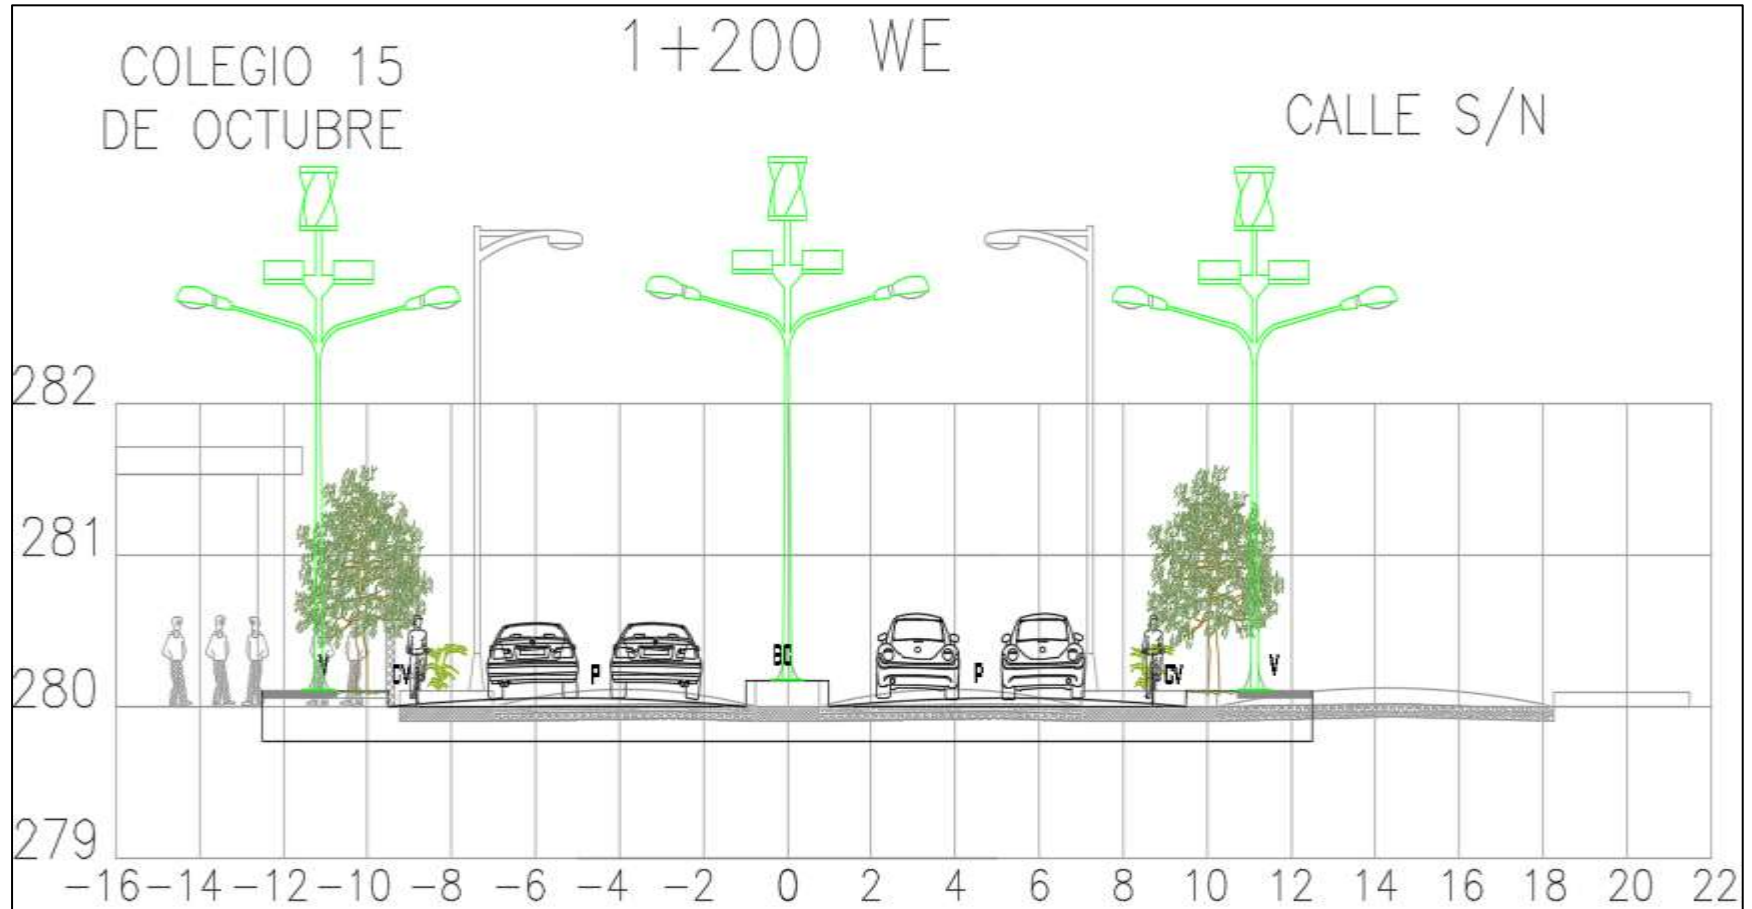 1+200 WE
COLEGIO 15
DE OCTUBRE
CALLE S/N
282
281
280
279
V
CV
P
BC
P
CV
V
-16 -14 -12 -10 -8 -6 -4 -2 0 2 4 6 8 10 12 14 16 18 20 22